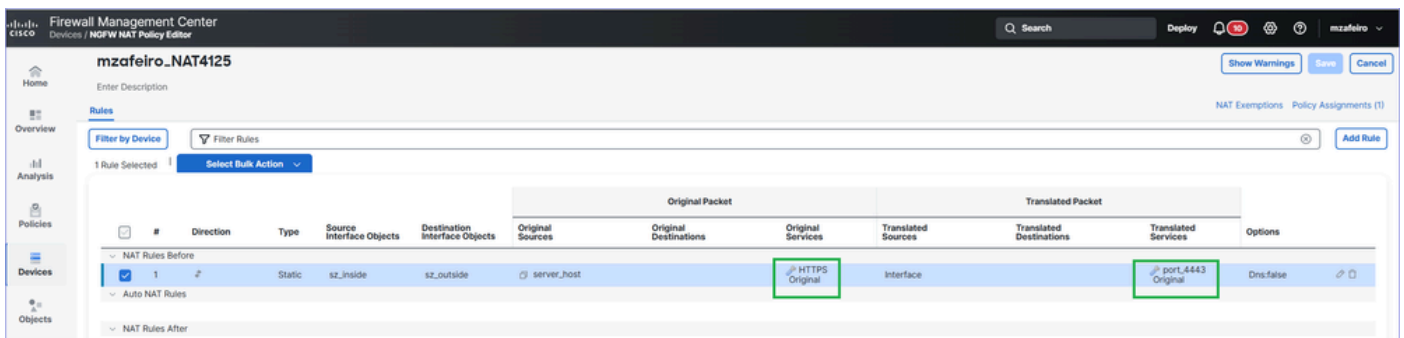 cisco
Firewall Management Center
Devices / NGFW NAT Policy Editor
Search
Deploy
10
mzafeiro
Home
Overview
Analysis
Policies
Devices
Objects
mzafeiro_NAT4125
Show Warnings
Save
Cancel
Enter Description
Rules
NAT Exemptions
Policy Assignments (1)
Filter by Device
Filter Rules
Add Rule
1 Rule Selected
Select Bulk Action
Original Packet
Translated Packet
# Direction Type Source Interface Objects Destination Interface Objects Original Sources Original Destinations Original Services Translated Sources Translated Destinations Translated Services Options
NAT Rules Before
1 Static sz_inside sz_outside server_host HTTPS Original Interface port_4443 Original Dns:false
Auto NAT Rules
NAT Rules After